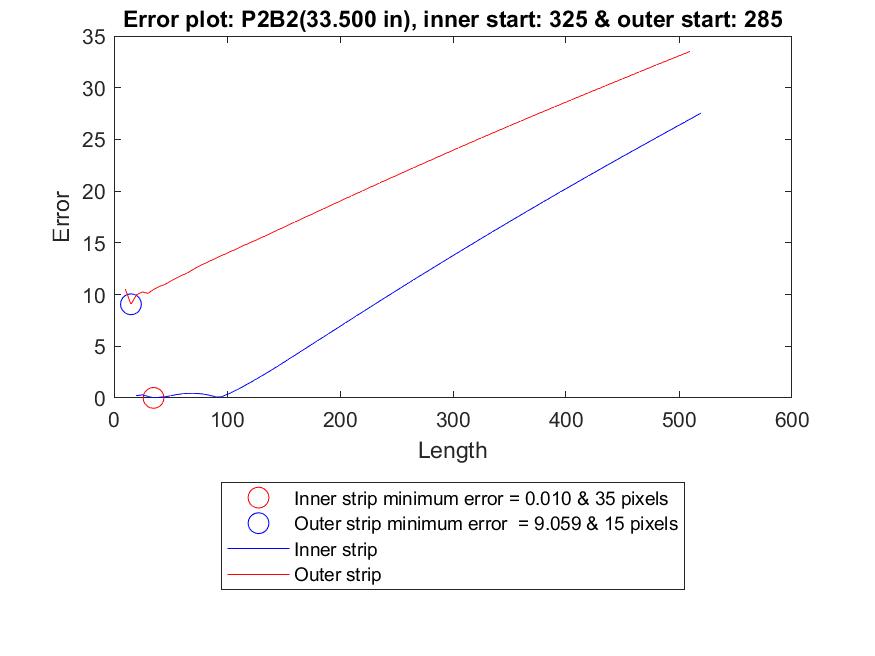 Error plot: P2B2(33.500 in), inner start: 325 & outer start: 285
35
30
25
20
15
10
5
0
Error
0 100 200 300 400 500 600
Length
Inner strip minimum error = 0.010 & 35 pixels
Outer strip minimum error = 9.059 & 15 pixels
Inner strip
Outer strip